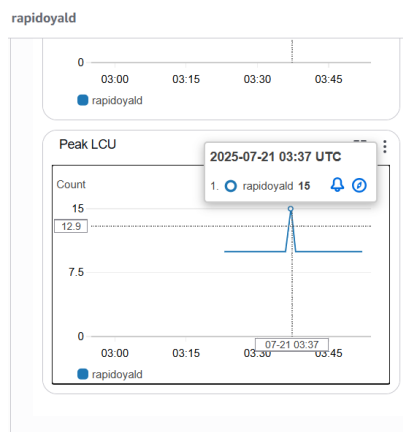 rapidoyald
0
03:00 03:15 03:30 03:45
rapidoyald
Peak LCU
2025-07-21 03:37 UTC
1. rapidoyald 15
Count
15
12.9
7.5
0
07-21 03:37
03:00 03:15 03:30 03:45
rapidoyald